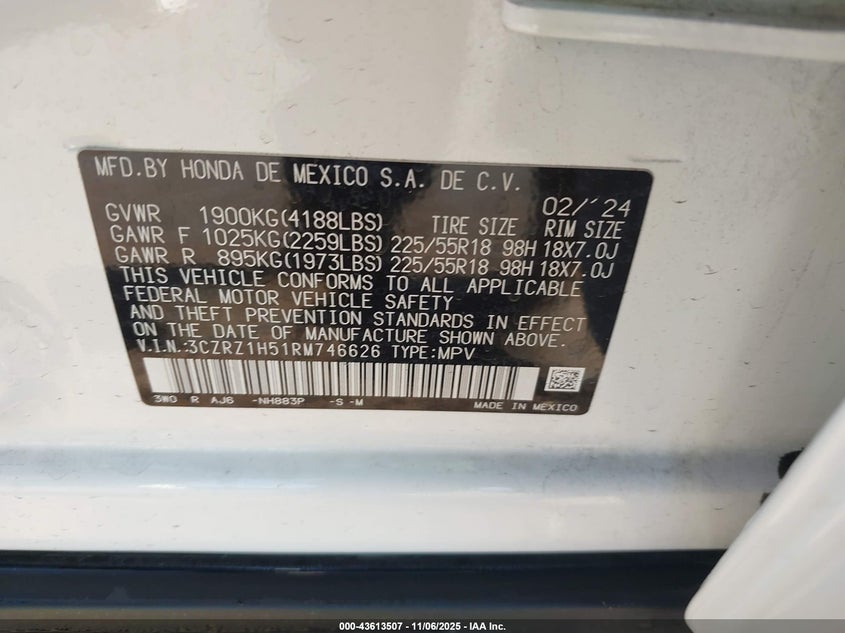 MFD.BY HONDA DE MEXICO S.A. DE C.V.
02/'24
GVWR 1900KG(4188LBS) TIRE SIZE RIM SIZE
GAWR F 1025KG(2259LBS) 225/55R18 98H 18X7.0J
GAWR R 895KG(1973LBS) 225/55R18 98H 18X7.0J
THIS VEHICLE CONFORMS TO ALL APPLICABLE
FEDERAL MOTOR VEHICLE SAFETY
AND THEFT PREVENTION STANDARDS IN EFFECT
ON THE DATE OF MANUFACTURE SHOWN ABOVE.
V.I.N.:3CZRZ1H51RM746626 TYPE:MPV
3W0 R AJ6 -NH883P -S -M MADE IN MEXICO
000-43613507 - 11/06/2025 - IAA Inc.